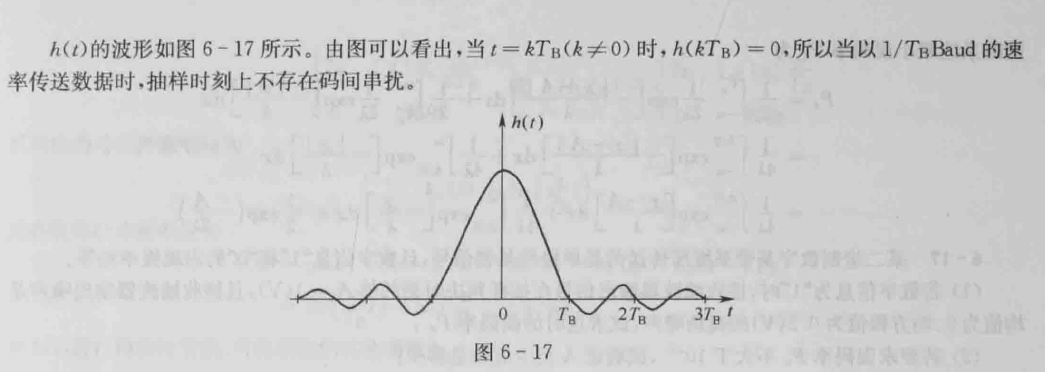 h(t)的波形如图 6-17 所示。由图可以看出,当 t=kT_B(k≠0)时,h(kT_B)=0,所以当以 1/T_B Baud 的速
率传送数据时,抽样时刻上不存在码间串扰。
h(t)
0 T_B 2T_B 3T_B t
图 6-17